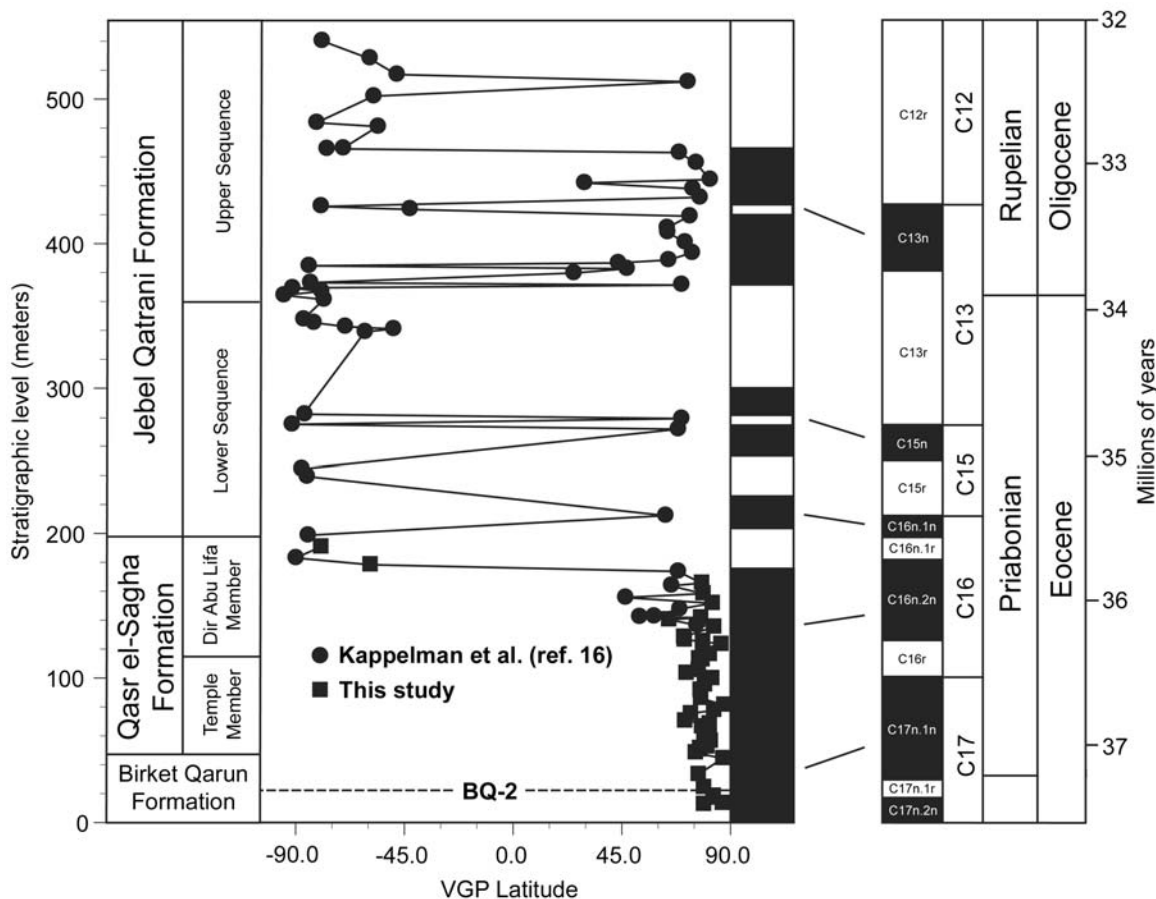 Stratigraphic level (meters)
500
400
300
200
100
0
Jebel Qatrani Formation
Upper Sequence
Lower Sequence
Qasr el-Sagha
Formation
Dir Abu Lifa
Member
Temple
Member
Birket Qarun
Formation
Kappelman et al. (ref. 16)
This study
BQ-2
-90.0
-45.0
0.0
45.0
90.0
VGP Latitude
C12r
C13n
C13r
C15n
C15r
C16n.1n
C16n.1r
C16n.2n
C16r
C17n.1n
C17n.1r
C17n.2n
C12
C13
C15
C16
C17
Rupelian
Priabonian
Oligocene
Eocene
32
33
34
35
36
37
Millions of years